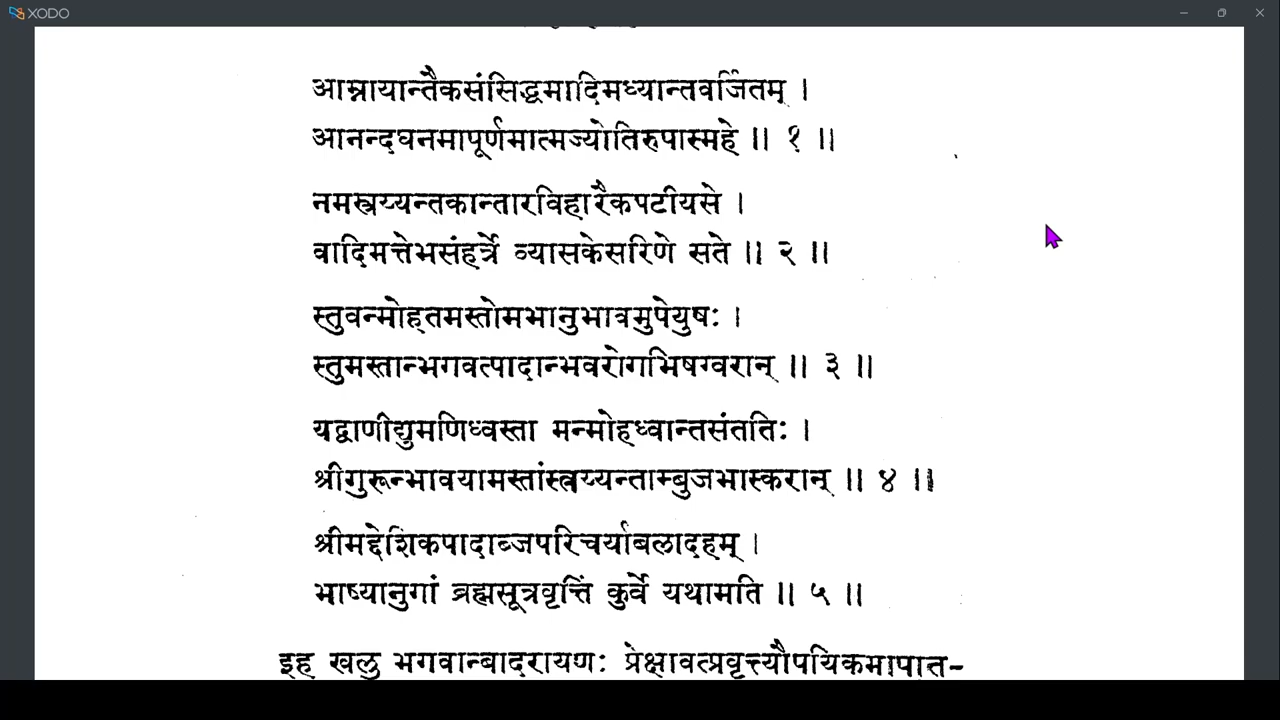 XODO
आम्नायान्तैकसंसिद्धमादिमध्यान्तवर्जितम् ।
आनन्दघनमापूर्णमात्मज्योतिरुपास्महे ॥ १ ॥
नमस्त्रय्यन्तकान्तारविहारैकपटीयसे ।
वादिमत्तेभसंहर्त्रे व्यासकेसरिणे सते ॥ २ ॥
स्तुवन्मोहतमस्तोमभानुभावमुपेयुषः ।
स्तुमस्तान्भगवत्पादान्भवरोगभिषग्वरान् ॥ ३ ॥
यद्वाणीद्युमणिध्वस्ता मन्मोहध्वान्तसंततिः ।
श्रीगुरून्भावयामस्तांस्त्रय्यन्ताम्बुजभास्करान् ॥ ४ ॥
श्रीमद्देशिकपादाब्जपरिचर्याबलादहम् ।
भाष्यानुगां ब्रह्मसूत्रवृत्तिं कुर्वे यथामति ॥ ५ ॥
इह खलु भगवान्बादरायणः प्रेक्षावत्प्रवृत्त्यौपयिकमापात-